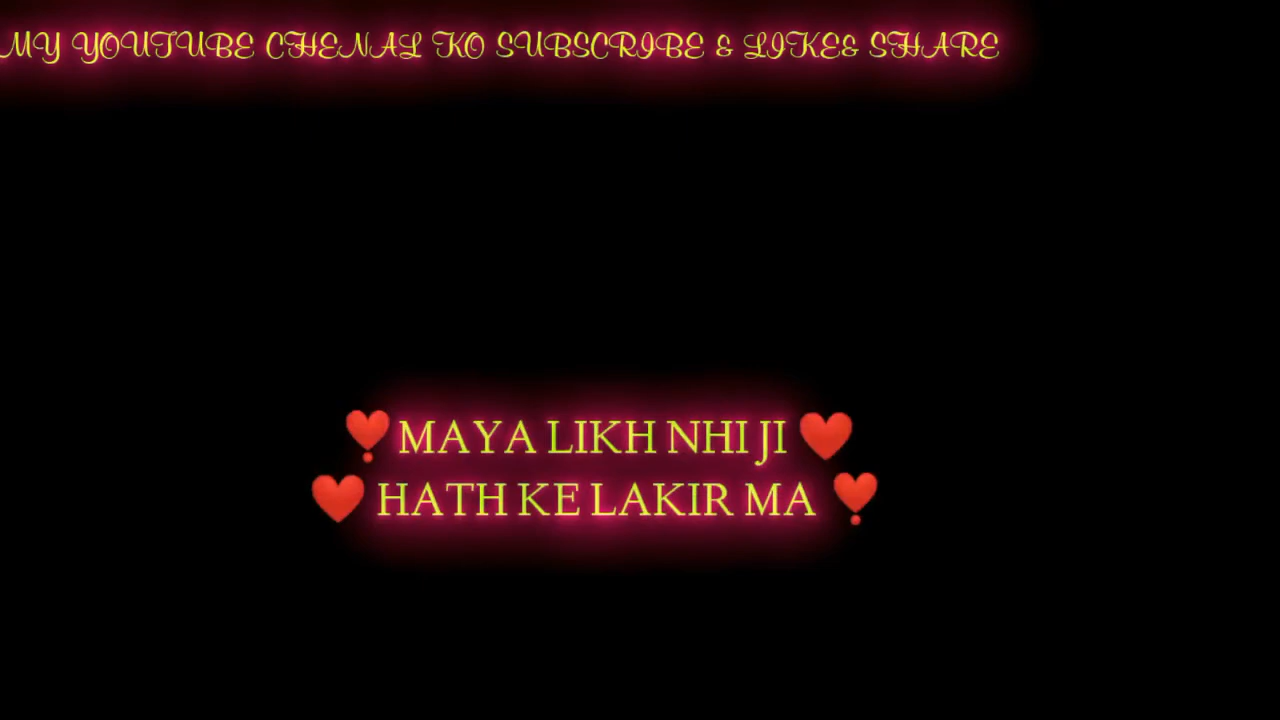 MY YOUTUBE CHENAL KO SUBSCRIBE & LIKE& SHARE
❣️MAYA LIKH NHI JI ❤️
❤️ HATH KE LAKIR MA ❣️